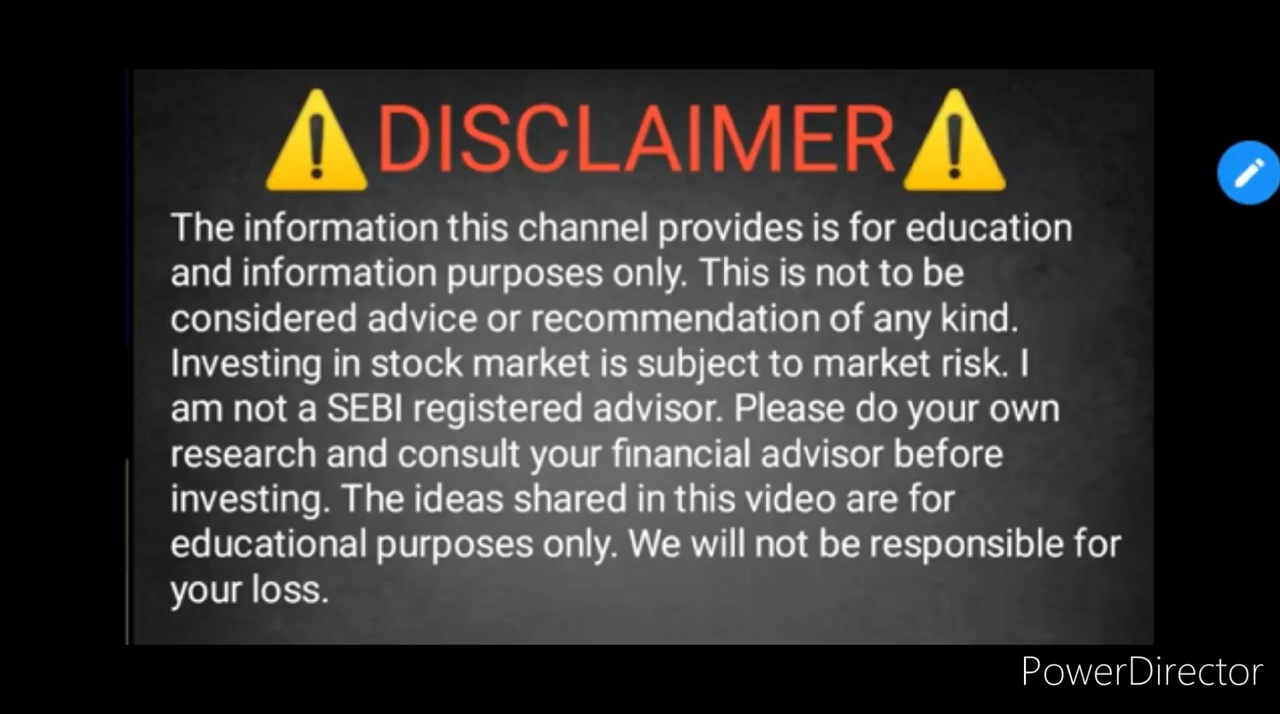 ⚠DISCLAIMER⚠
The information this channel provides is for education
and information purposes only. This is not to be
considered advice or recommendation of any kind.
Investing in stock market is subject to market risk. I
am not a SEBI registered advisor. Please do your own
research and consult your financial advisor before
investing. The ideas shared in this video are for
educational purposes only. We will not be responsible for
your loss.
PowerDirector